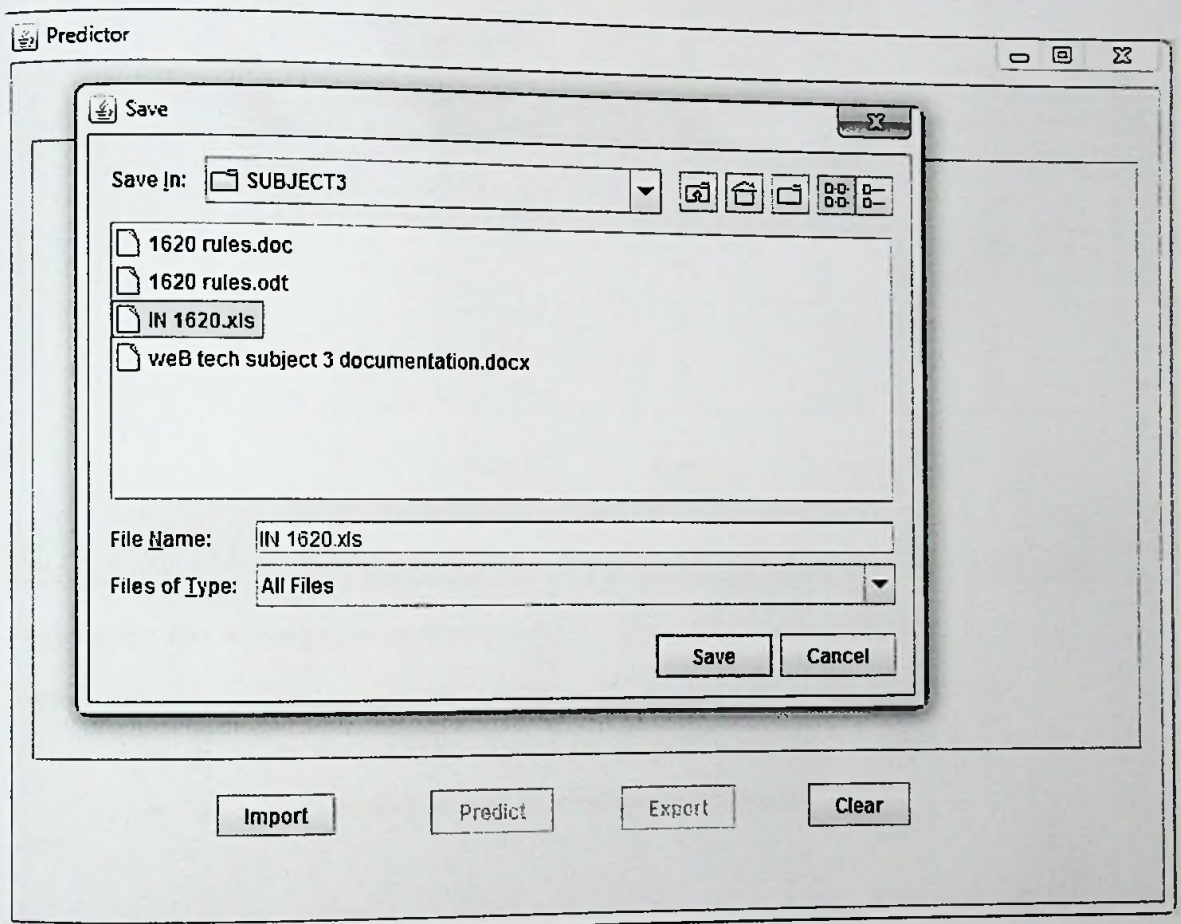 Predictor
Save
Save In: SUBJECT3
1620 rules.doc
1620 rules.odt
IN 1620.xls
weB tech subject 3 documentation.docx
File Name: IN 1620.xls
Files of Type: All Files
Save Cancel
Import Predict Export Clear